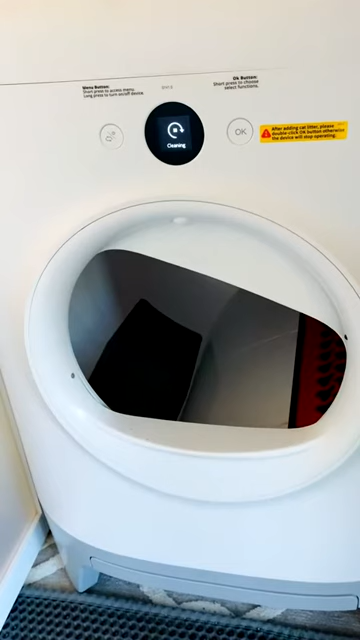 Menu Button:
Short press to access menu.
Long press to turn on/off device.
Ok Button:
Short press to choose
select functions.
Cleaning
OK
After adding cat litter, please
double-click OK button otherwise
the device will stop operating.